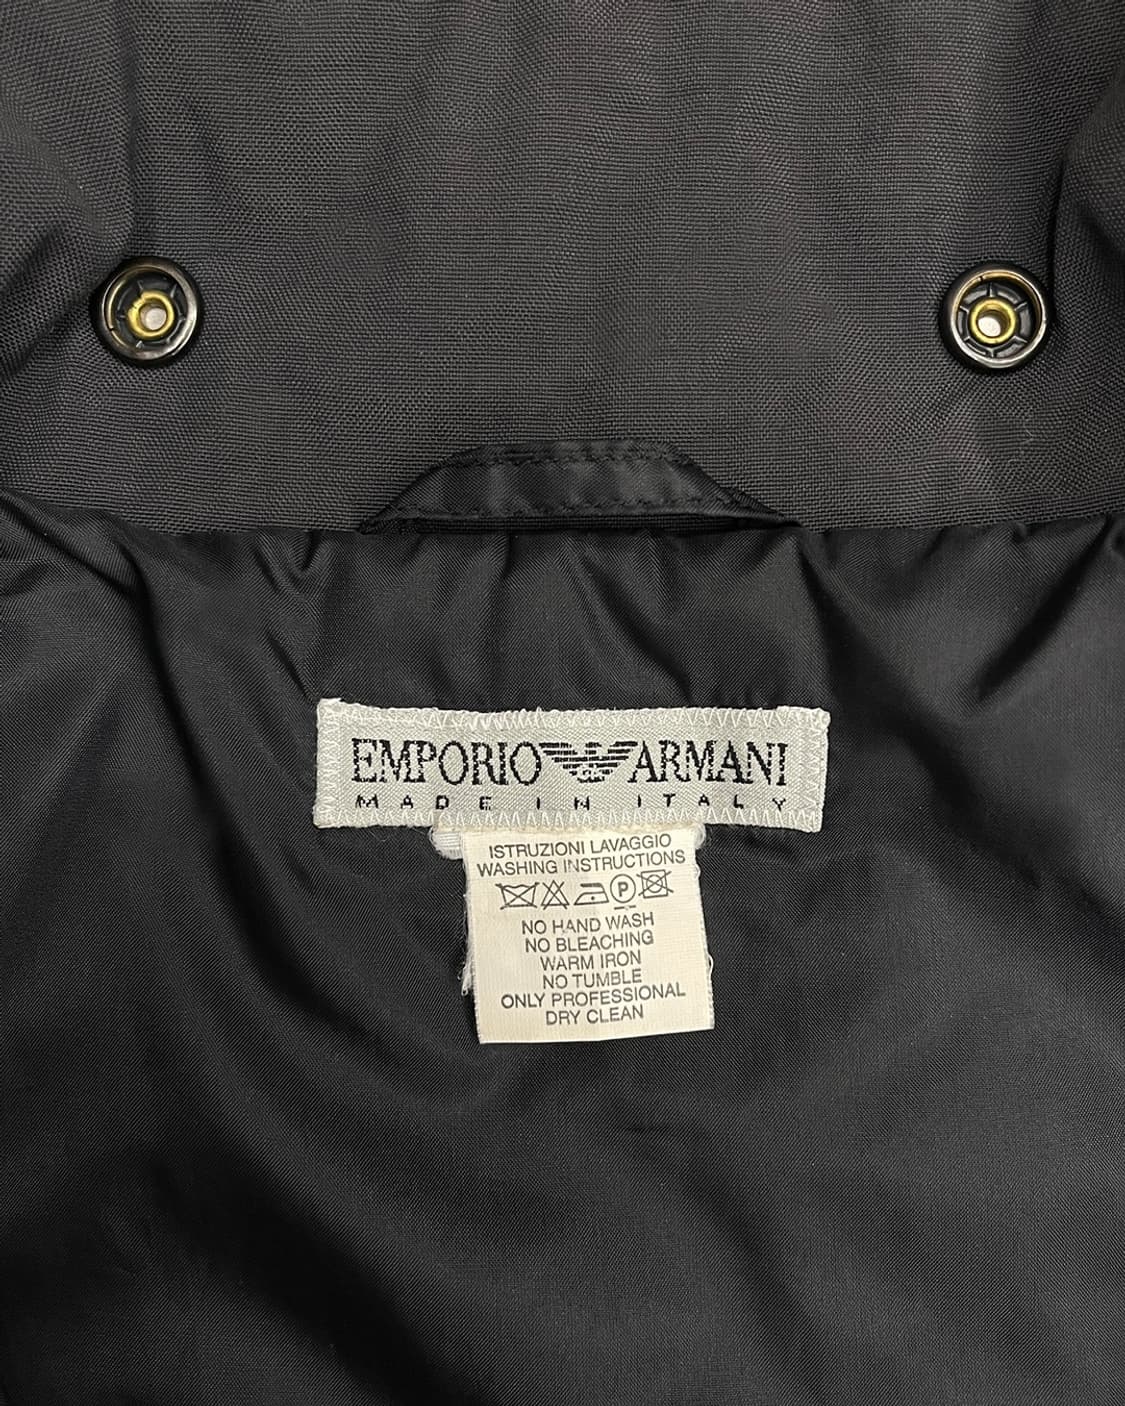 EMPORIO ARMANI
MADE IN ITALY
ISTRUZIONI LAVAGGIO
WASHING INSTRUCTIONS
P
NO HAND WASH
NO BLEACHING
WARM IRON
NO TUMBLE
ONLY PROFESSIONAL
DRY CLEAN